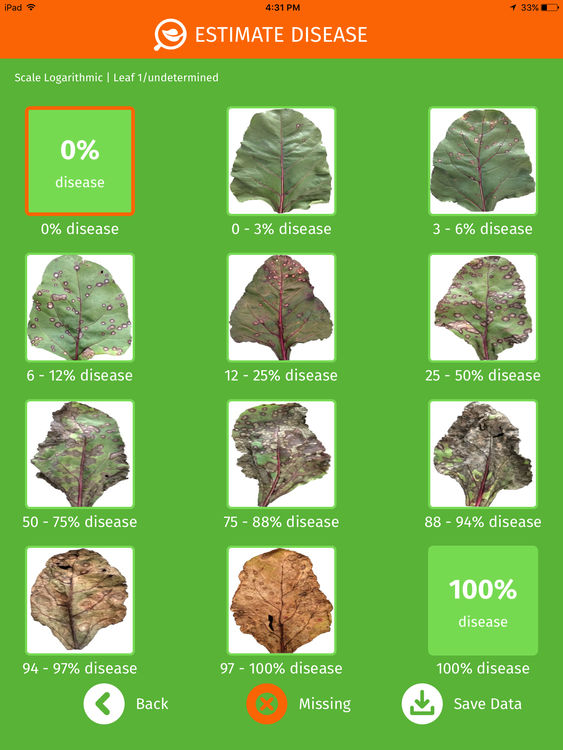 iPad 4:31 PM 33%
ESTIMATE DISEASE
Scale Logarithmic | Leaf 1/undetermined
0%
disease
0% disease 0 - 3% disease 3 - 6% disease
6 - 12% disease 12 - 25% disease 25 - 50% disease
50 - 75% disease 75 - 88% disease 88 - 94% disease
100%
disease
94 - 97% disease 97 - 100% disease 100% disease
Back Missing Save Data